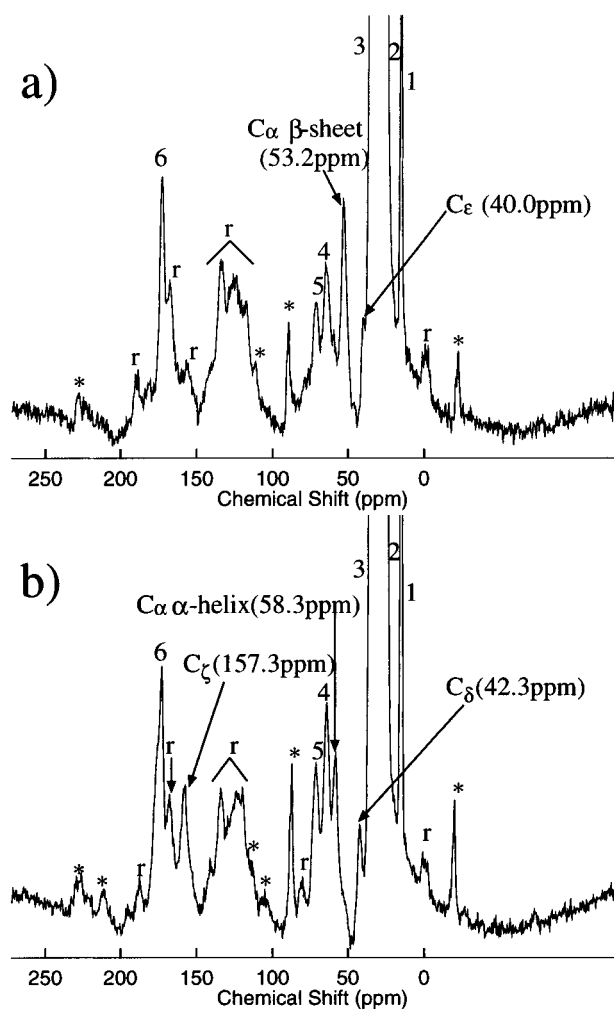 a)
3
2
1
Cα β-sheet
(53.2ppm)
6
Cε (40.0ppm)
r
r
4
5
*
r
r
*
*
r
*
250
200
150
100
50
0
Chemical Shift (ppm)
b)
3
2
1
Cα α-helix(58.3ppm)
6
Cζ(157.3ppm)
4
Cδ(42.3ppm)
r
r
5
*
*
r
*
*
r
*
*
r
250
200
150
100
50
0
Chemical Shift (ppm)